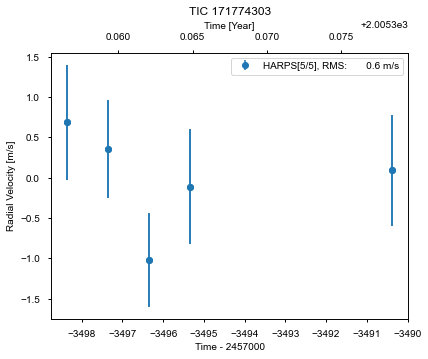 TIC 171774303
Time [Year]
+2.0053e3
0.060 0.065 0.070 0.075
HARPS[5/5], RMS: 0.6 m/s
Radial Velocity [m/s]
1.5
1.0
0.5
0.0
−0.5
−1.0
−1.5
−3498 −3497 −3496 −3495 −3494 −3493 −3492 −3491 −3490
Time - 2457000